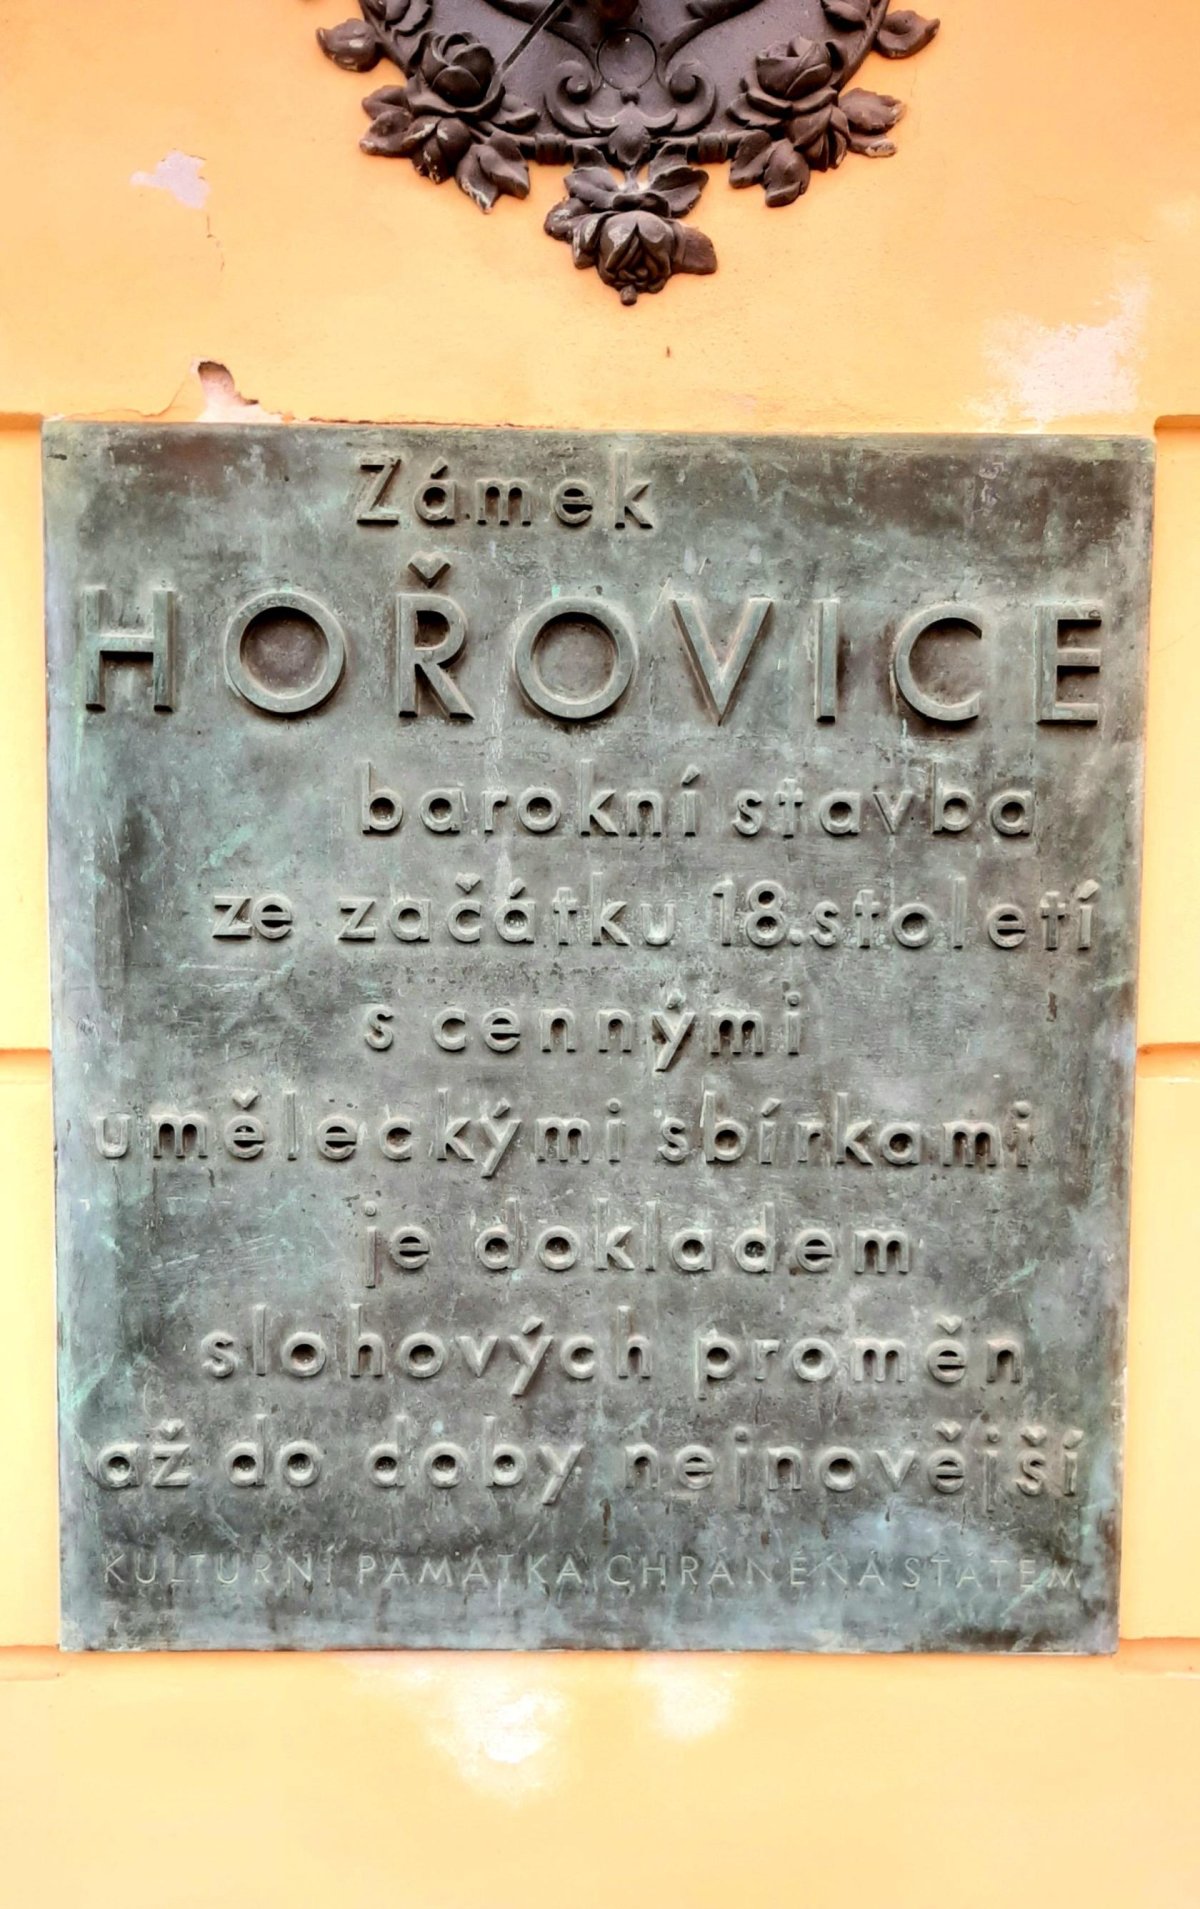 Zámek
HOŘOVICE
barokní stavba
ze začátku 18. století
s cennými
uměleckými sbírkami
je dokladem
slohových proměn
až do doby nejnovější
KULTURNÍ PAMÁTKA CHRÁNĚNÁ STÁTEM